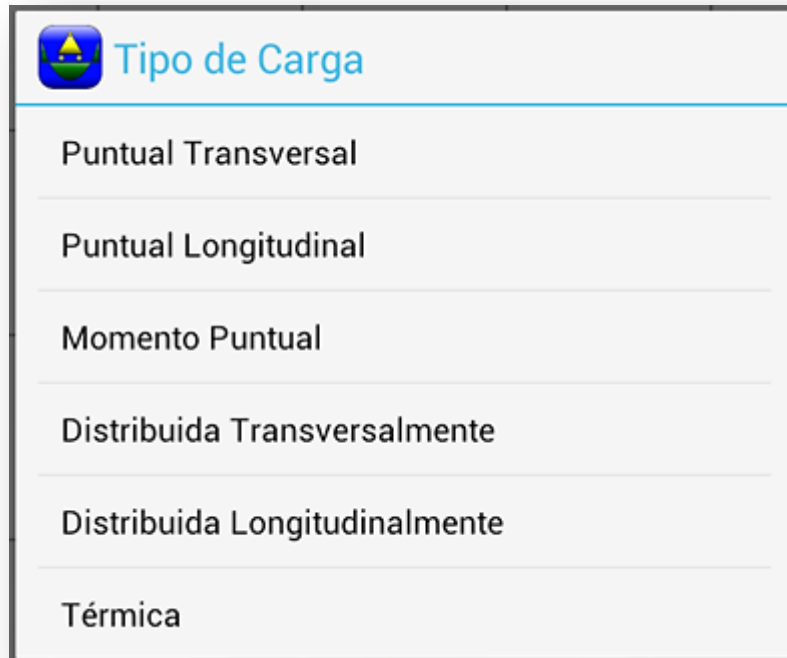 Tipo de Carga
Puntual Transversal
Puntual Longitudinal
Momento Puntual
Distribuida Transversalmente
Distribuida Longitudinalmente
Térmica